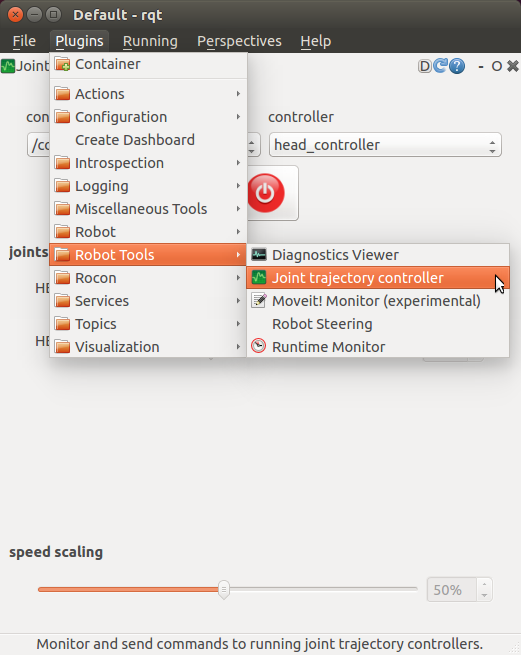 Default - rqt
File Plugins Running Perspectives Help
Joint
D ? - O
Container
Actions
con controller
Configuration
/co head_controller
Create Dashboard
Introspection
Logging
Miscellaneous Tools
Robot
joints
Robot Tools
Diagnostics Viewer
Rocon
Joint trajectory controller
HE
Services
Moveit! Monitor (experimental)
Topics
Robot Steering
HE
Visualization
Runtime Monitor
speed scaling
50%
Monitor and send commands to running joint trajectory controllers.